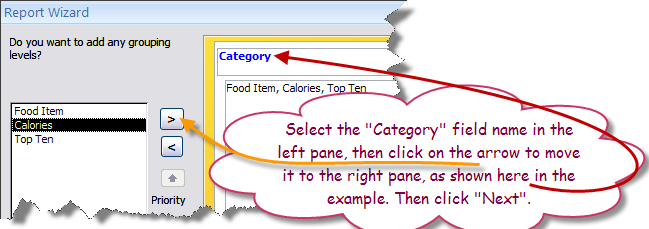 Report Wizard
Do you want to add any grouping
levels?
Category
Food Item, Calories, Top Ten
Food Item
Calories
Top Ten
>
<
Priority
Select the "Category" field name in the
left pane, then click on the arrow to move
it to the right pane, as shown here in the
example. Then click "Next".